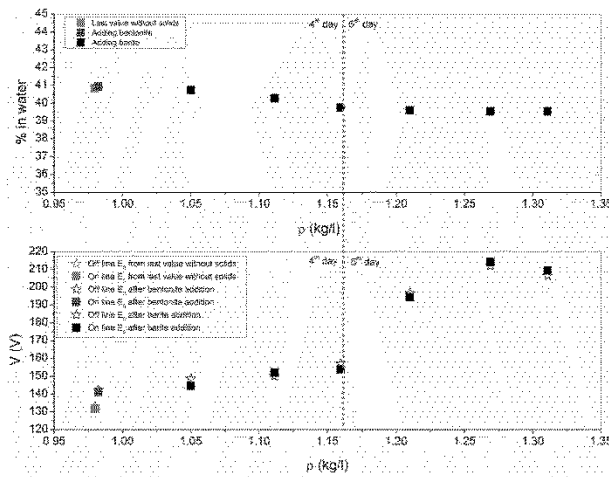 45
44
43
42
41
40
39
38
37
36
35
% in water
Last value without solids
Adding bentonite
Adding barite
4th day
5th day
0.95 1.00 1.05 1.10 1.15 1.20 1.25 1.30 1.35
ρ (kg/l)
220
210
200
190
180
170
160
150
140
130
120
V (V)
Off line Es from last value without solids
On line Es from last value without solids
Off line Es after bentonite addition
On line Es after bentonite addition
Off line Es after barite addition
On line Es after barite addition
4th day
5th day
0.95 1.00 1.05 1.10 1.15 1.20 1.25 1.30 1.35
ρ (kg/l)